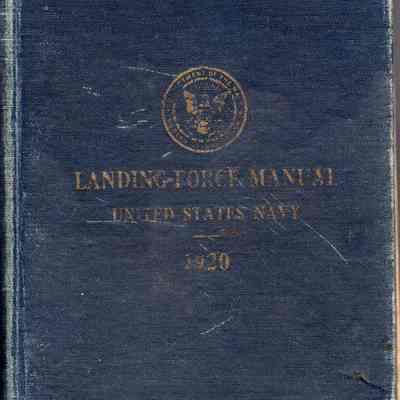 LANDING-FORCE MANUAL
UNITED STATES NAVY
1920